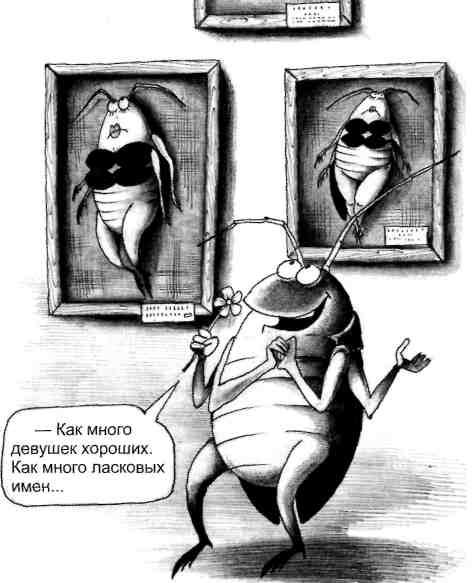 — Как много
девушек хороших.
Как много ласковых
имен...